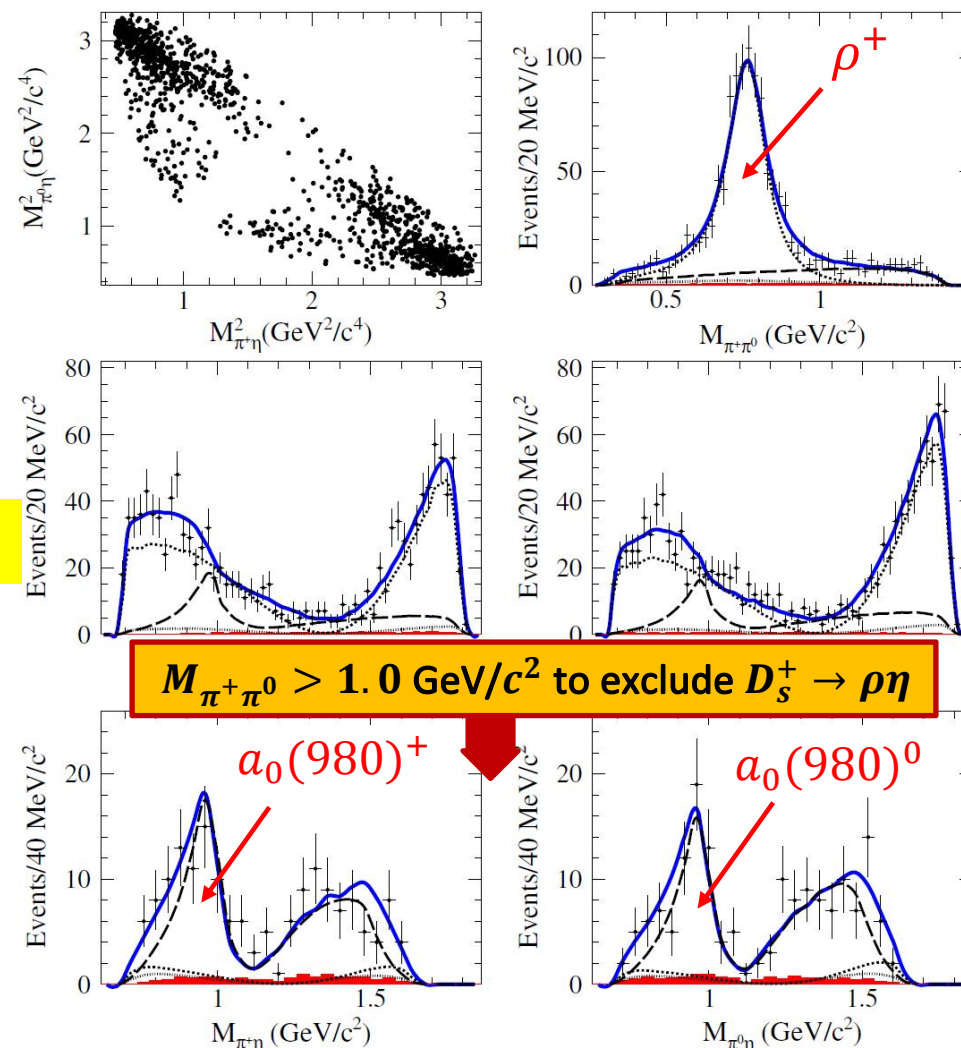 3
2
1
M²π⁰η(GeV²/c⁴)
1 2 3
M²π⁺η(GeV²/c⁴)
100
50
0
Events/20 MeV/c²
ρ⁺
0.5 1
Mπ⁺π⁰ (GeV/c²)
80
60
40
20
0
Events/20 MeV/c²
80
60
40
20
0
Events/20 MeV/c²
Mπ⁺π⁰ > 1.0 GeV/c² to exclude Dₛ⁺ → ρη
20
10
0
Events/40 MeV/c²
a₀(980)⁺
1 1.5
Mπ⁺η (GeV/c²)
20
10
0
Events/40 MeV/c²
a₀(980)⁰
1 1.5
Mπ⁰η (GeV/c²)